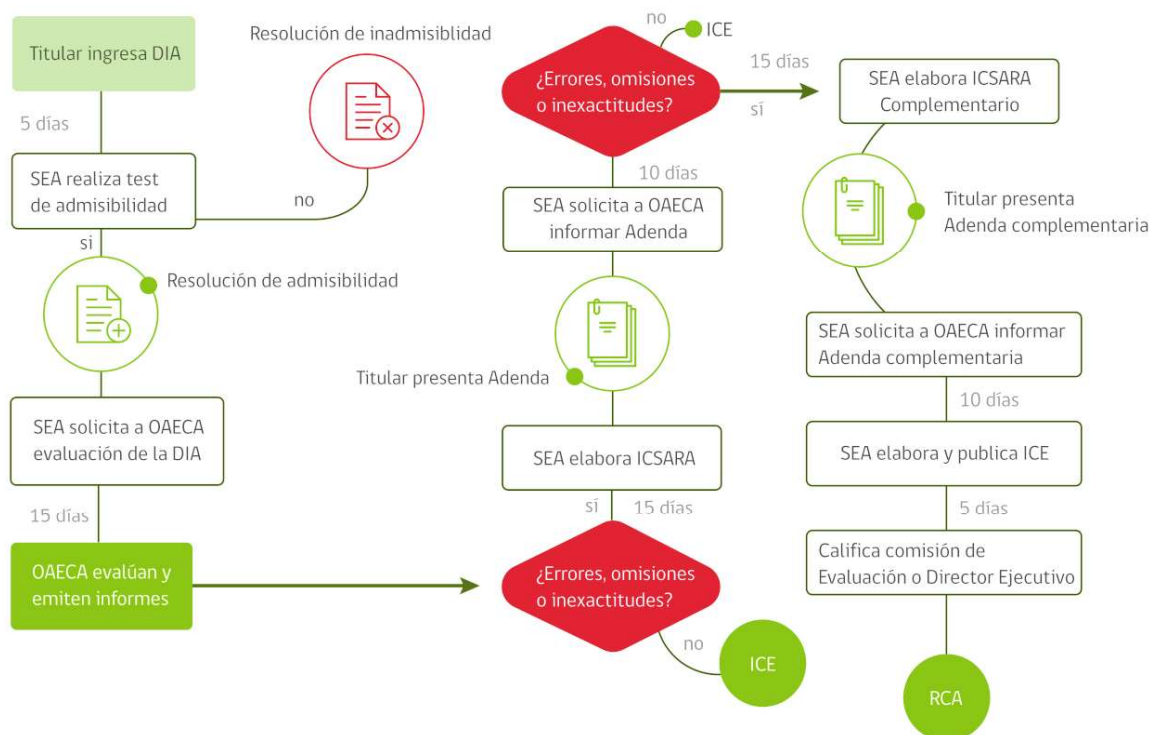 Titular ingresa DIA
5 días
SEA realiza test
de admisibilidad
no
Resolución de inadmisiblidad
si
Resolución de admisibilidad
SEA solicita a OAECA
evaluación de la DIA
15 días
OAECA evalúan y
emiten informes
¿Errores, omisiones
o inexactitudes?
no
ICE
sí
15 días
SEA elabora ICSARA
Titular presenta Adenda
SEA solicita a OAECA
informar Adenda
10 días
¿Errores, omisiones
o inexactitudes?
no
ICE
15 días
sí
SEA elabora ICSARA
Complementario
Titular presenta
Adenda complementaria
SEA solicita a OAECA informar
Adenda complementaria
10 días
SEA elabora y publica ICE
5 días
Califica comisión de
Evaluación o Director Ejecutivo
RCA